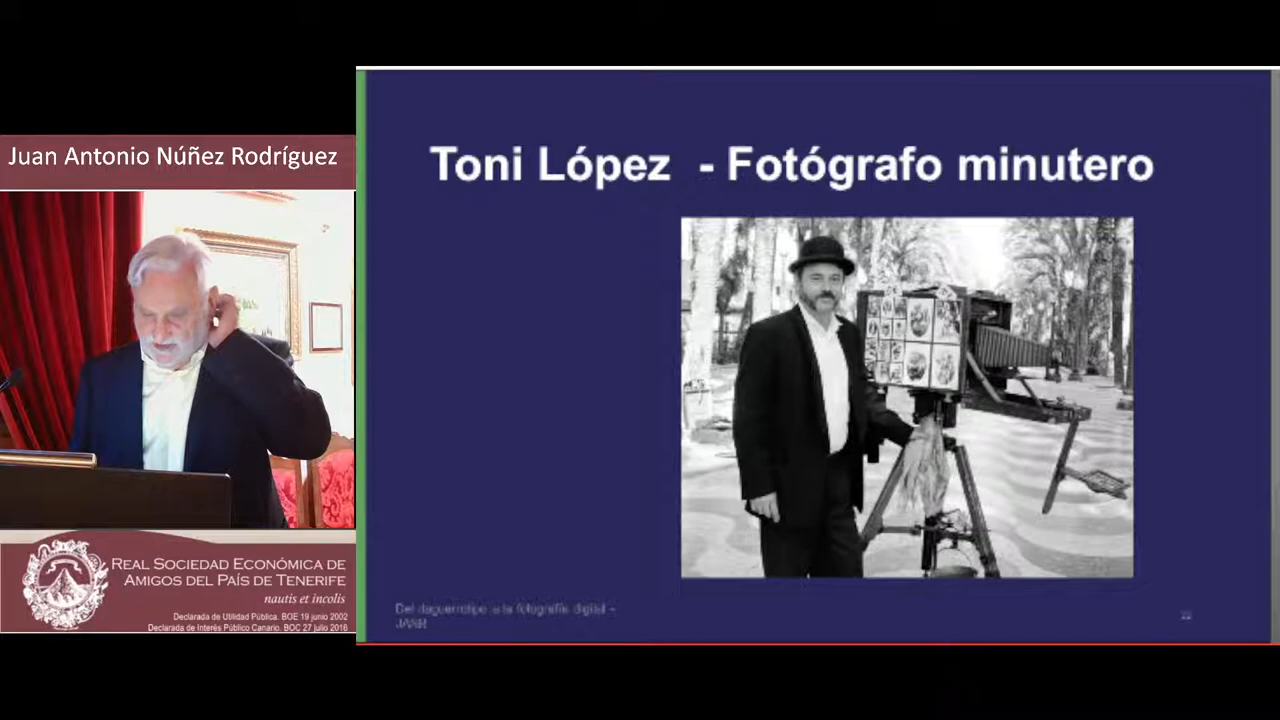 Juan Antonio Núñez Rodríguez
REAL SOCIEDAD ECONÓMICA DE
AMIGOS DEL PAÍS DE TENERIFE
nautis et incolis
Declarada de Utilidad Pública. BOE 19 junio 2002
Declarada de Interés Público Canario. BOC 27 julio 2016
Toni López - Fotógrafo minutero
Del daguerrotipo a la fotografía digital -
JANR